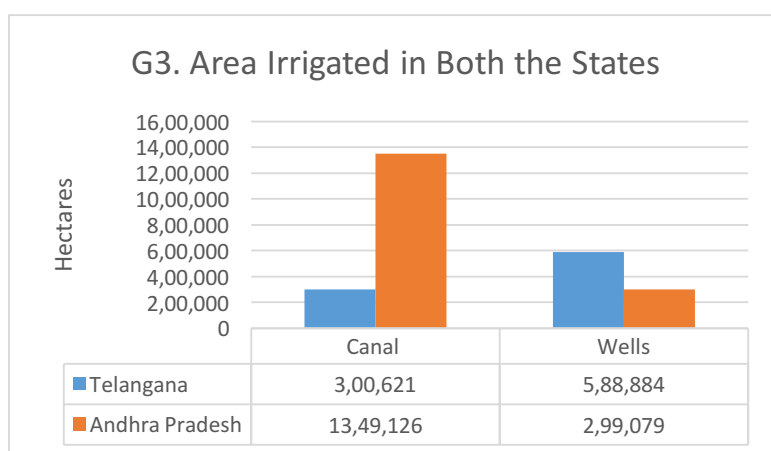 G3. Area Irrigated in Both the States
Hectares
16,00,000
14,00,000
12,00,000
10,00,000
8,00,000
6,00,000
4,00,000
2,00,000
0
Canal Wells
Telangana 3,00,621 5,88,884
Andhra Pradesh 13,49,126 2,99,079